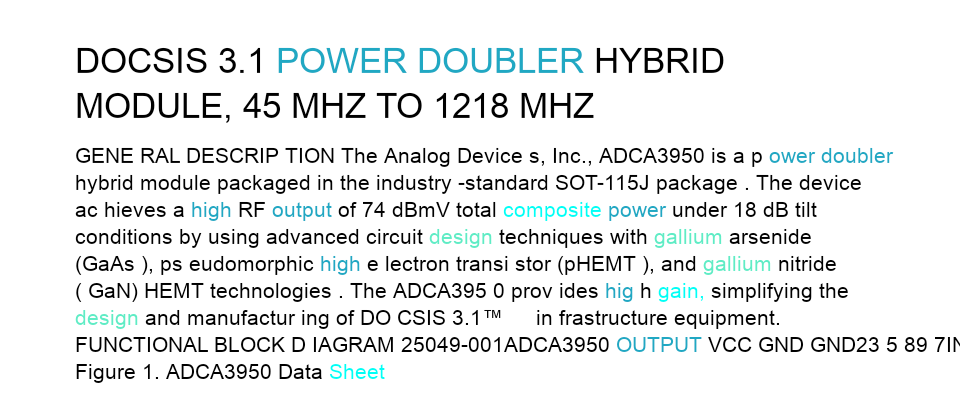 DOCSIS 3.1 POWER DOUBLER HYBRID
MODULE, 45 MHZ TO 1218 MHZ
GENE RAL DESCRIP TION The Analog Device s, Inc., ADCA3950 is a p ower doubler
hybrid module packaged in the industry -standard SOT-115J package . The device
ac hieves a high RF output of 74 dBmV total composite power under 18 dB tilt
conditions by using advanced circuit design techniques with gallium arsenide
(GaAs ), ps eudomorphic high e lectron transi stor (pHEMT ), and gallium nitride
( GaN) HEMT technologies . The ADCA395 0 prov ides hig h gain, simplifying the
design and manufactur ing of DO CSIS 3.1™ in frastructure equipment.
FUNCTIONAL BLOCK D IAGRAM 25049-001ADCA3950 OUTPUT VCC GND GND23 5 89 7IN
Figure 1. ADCA3950 Data Sheet